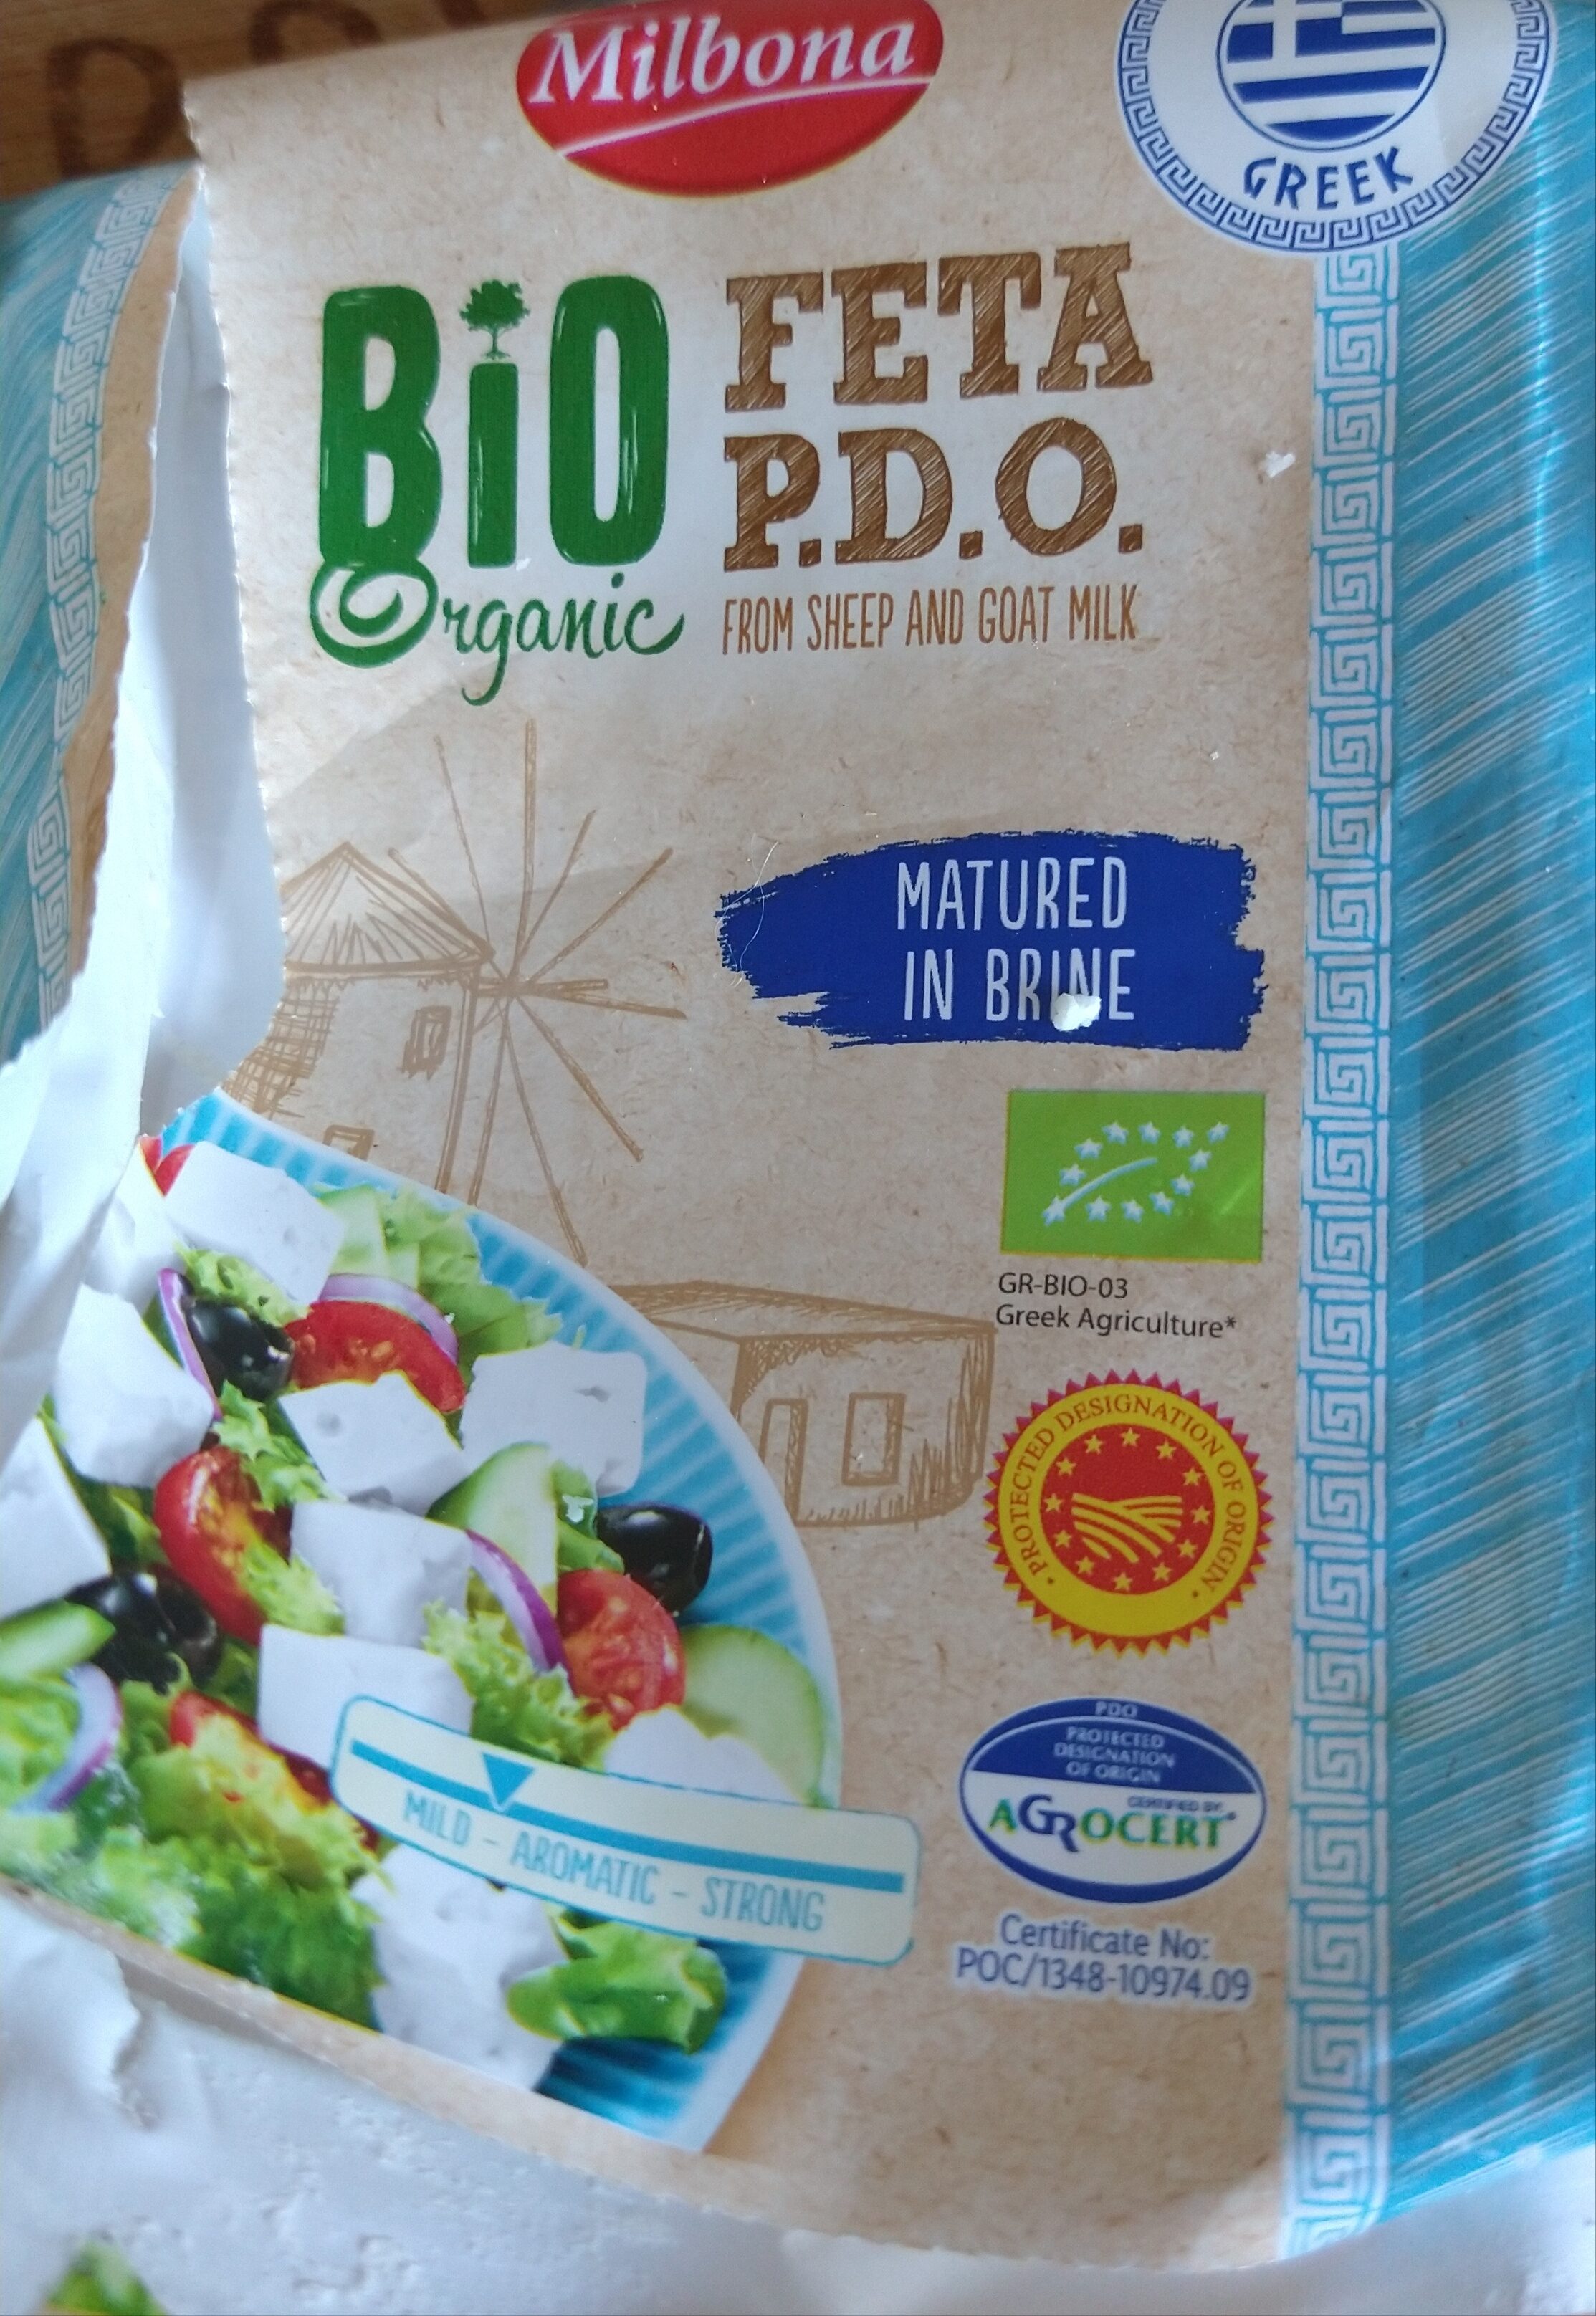 Milbona
GREEK
BiO
Organic
FETA
P.D.O.
FROM SHEEP AND GOAT MILK
MATURED
IN BRINE
GR-BIO-03
Greek Agriculture*
• PROTECTED DESIGNATION OF ORIGIN •
PDO
PROTECTED
DESIGNATION
OF ORIGIN
CERTIFIED BY
AGROCERT
MILD - AROMATIC - STRONG
Certificate No:
POC/1348-10974.09